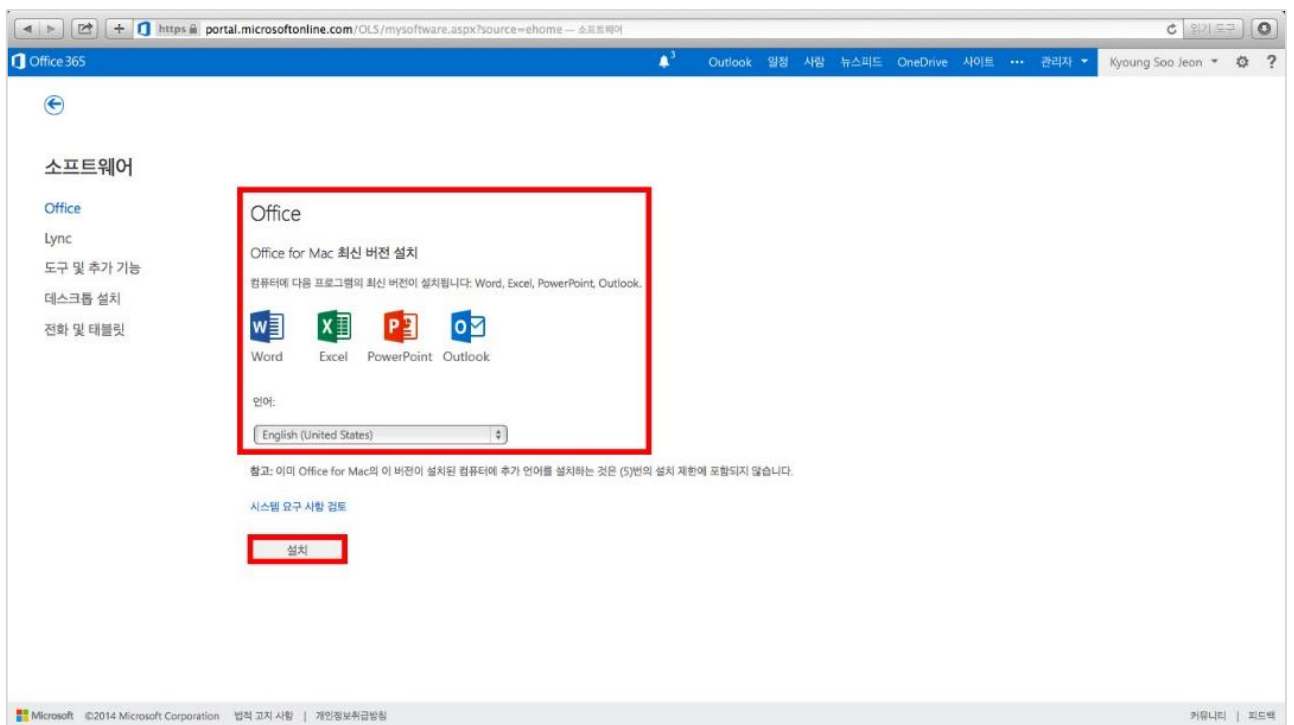 https portal.microsoftonline.com/OLS/mysoftware.aspx?source=ehome — 소프트웨어 읽기 도구
Office 365 3 Outlook 일정 사람 뉴스피드 OneDrive 사이트 ••• 관리자 Kyoung Soo Jeon ?
소프트웨어
Office
Lync
도구 및 추가 기능
데스크톱 설치
전화 및 태블릿
Office
Office for Mac 최신 버전 설치
컴퓨터에 다음 프로그램의 최신 버전이 설치됩니다: Word, Excel, PowerPoint, Outlook.
Word Excel PowerPoint Outlook
언어:
English (United States)
참고: 이미 Office for Mac의 이 버전이 설치된 컴퓨터에 추가 언어를 설치하는 것은 (5)번의 설치 제한에 포함되지 않습니다.
시스템 요구 사항 검토
설치
Microsoft ©2014 Microsoft Corporation 법적 고지 사항 | 개인정보취급방침 커뮤니티 | 피드백